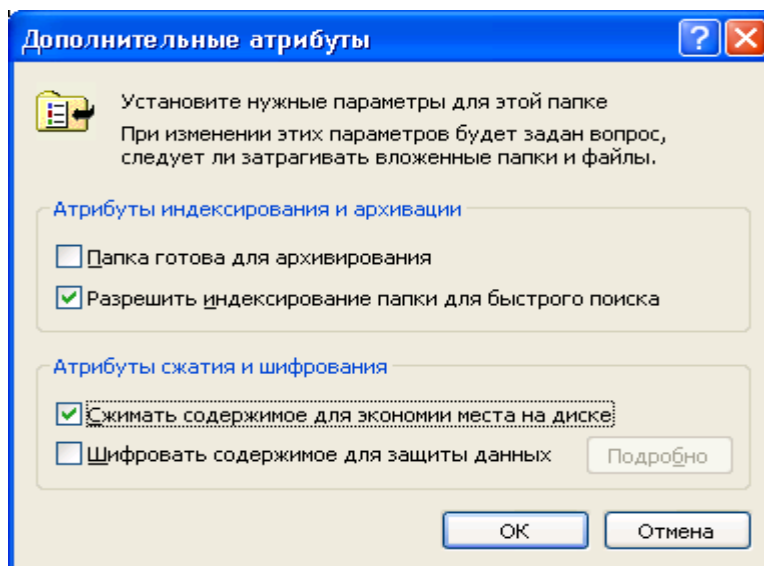 Дополнительные атрибуты
Установите нужные параметры для этой папке
При изменении этих параметров будет задан вопрос,
следует ли затрагивать вложенные папки и файлы.
Атрибуты индексирования и архивации
Папка готова для архивирования
Разрешить индексирование папки для быстрого поиска
Атрибуты сжатия и шифрования
Сжимать содержимое для экономии места на диске
Шифровать содержимое для защиты данных
Подробно
ОК
Отмена